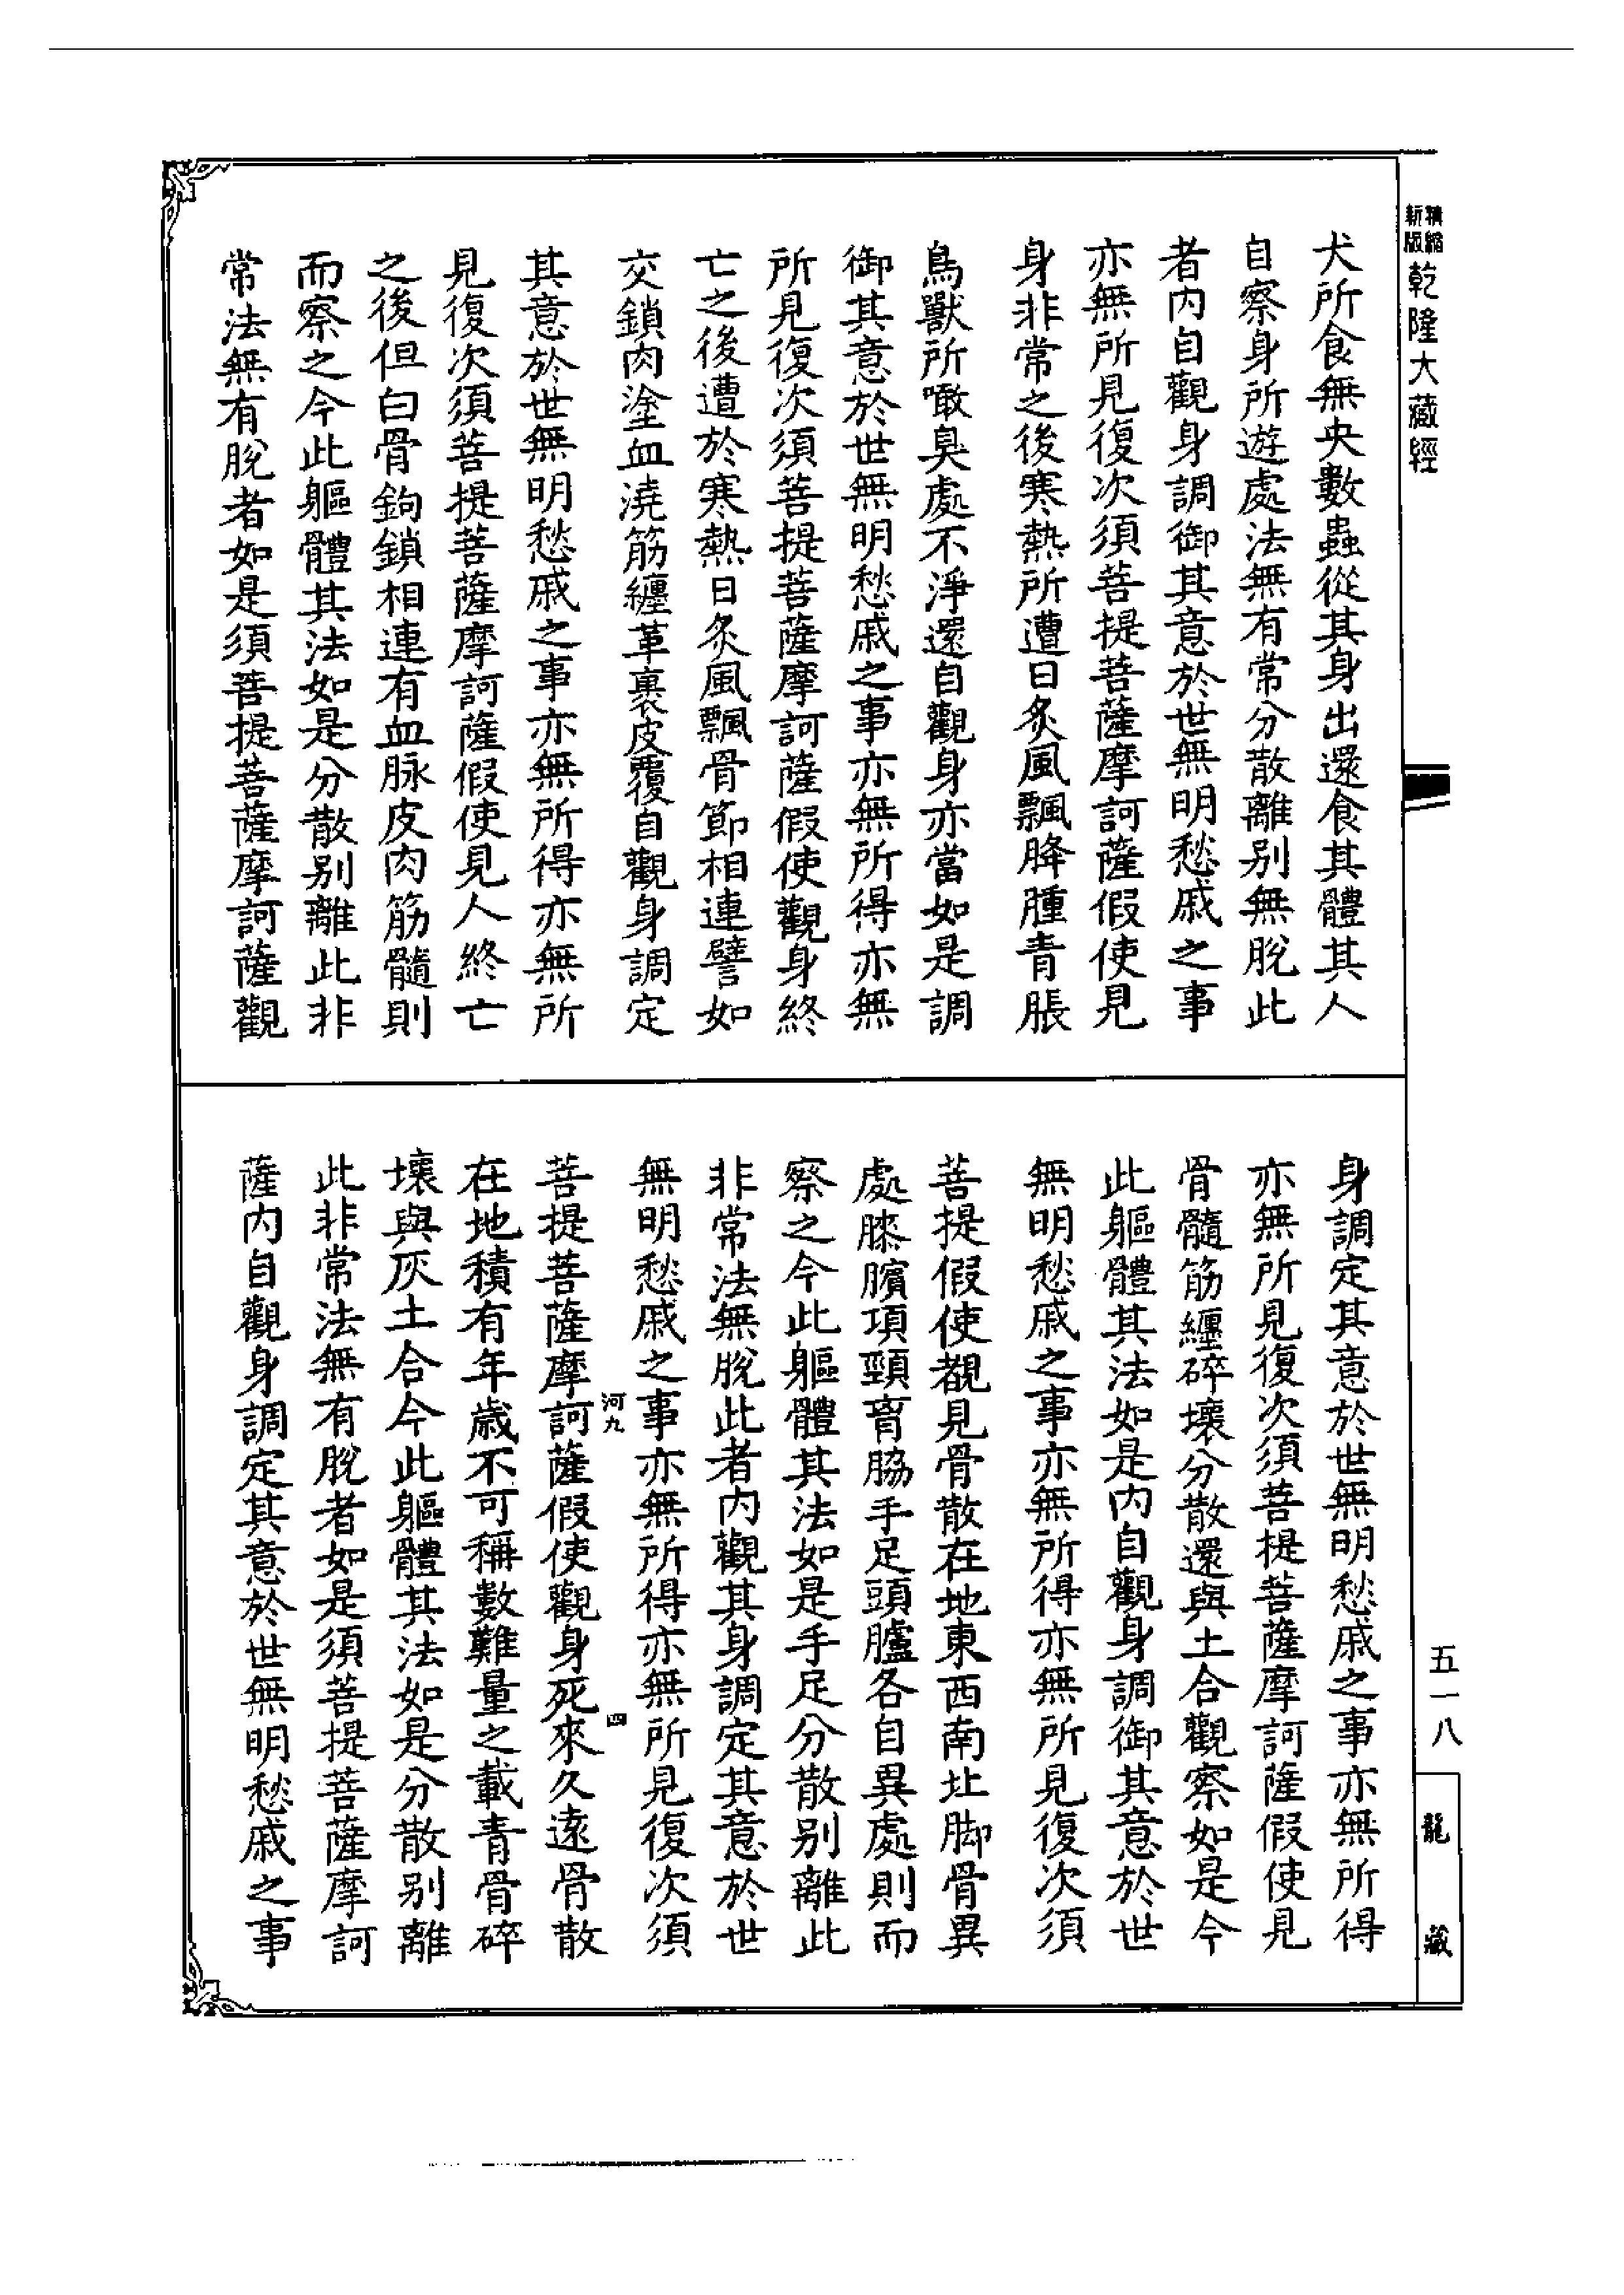 精縮新版乾隆大藏經
犬所食無央數蟲從其身出還食其體其人
自察身所遊處法無有常分散離別無脫此
者內自觀身調御其意於世無明愁戚之事
亦無所見復次須菩提菩薩摩訶薩假使見
身非常之後寒熱所遭日炙風飄膖腫青脹
鳥獸所噉臭處不淨還自觀身亦當如是調
御其意於世無明愁戚之事亦無所得亦無
所見復次須菩提菩薩摩訶薩假使觀身終
亡之後遭於寒熱日炙風飄骨節相連譬如
交鎖肉塗血澆筋纏革裹皮覆自觀身調定
其意於世無明愁戚之事亦無所得亦無所
見復次須菩提菩薩摩訶薩假使見人終亡
之後但白骨鉤鎖相連有血脉皮肉筋髓則
而察之今此軀體其法如是分散別離此非
常法無有脫者如是須菩提菩薩摩訶薩觀
身調定其意於世無明愁戚之事亦無所得
亦無所見復次須菩提菩薩摩訶薩假使見
骨髓筋纏碎壞分散還與土合觀察如是今
此軀體其法如是內自觀身調御其意於世
無明愁戚之事亦無所得亦無所見復次須
菩提假使覩見骨散在地東西南北脚骨異
處膝臏項頸肩脇手足頭臚各自異處則而
察之今此軀體其法如是手足分散別離此
非常法無脫此者內觀其身調定其意於世
無明愁戚之事亦無所得亦無所見復次須
河九
四
菩提菩薩摩訶薩假使觀身死來久遠骨散
在地積有年歲不可稱數難量之載青骨碎
壞與灰土合今此軀體其法如是分散別離
此非常法無有脫者如是須菩提菩薩摩訶
薩內自觀身調定其意於世無明愁戚之事
五一八
龍藏